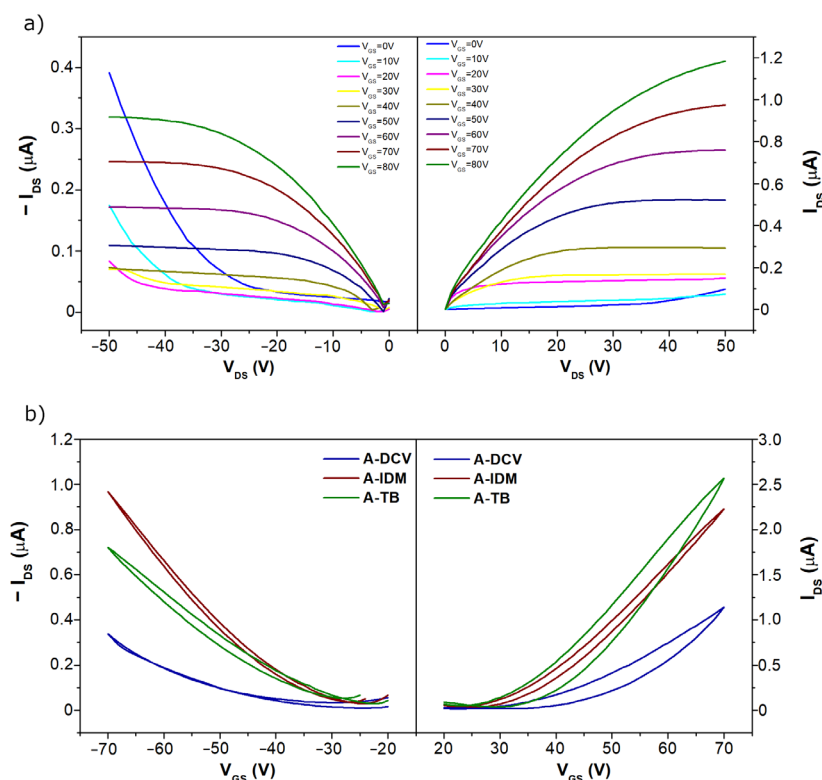 a)
0.4
0.3
0.2
0.1
0
– I_DS (μA)
V_GS=0V
V_GS=10V
V_GS=20V
V_GS=30V
V_GS=40V
V_GS=50V
V_GS=60V
V_GS=70V
V_GS=80V
–50 –40 –30 –20 –10 0
V_DS (V)
V_GS=0V
V_GS=10V
V_GS=20V
V_GS=30V
V_GS=40V
V_GS=50V
V_GS=60V
V_GS=70V
V_GS=80V
1.2
1.0
0.8
0.6
0.4
0.2
0
I_DS (μA)
0 10 20 30 40 50
V_DS (V)
b)
1.2
1.0
0.8
0.6
0.4
0.2
0
– I_DS (μA)
A-DCV
A-IDM
A-TB
–70 –60 –50 –40 –30 –20
V_GS (V)
A-DCV
A-IDM
A-TB
3.0
2.5
2.0
1.5
1.0
0.5
0
I_DS (μA)
20 30 40 50 60 70
V_GS (V)